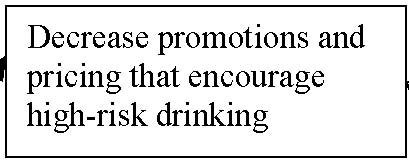 Decrease promotions and
pricing that encourage
high-risk drinking